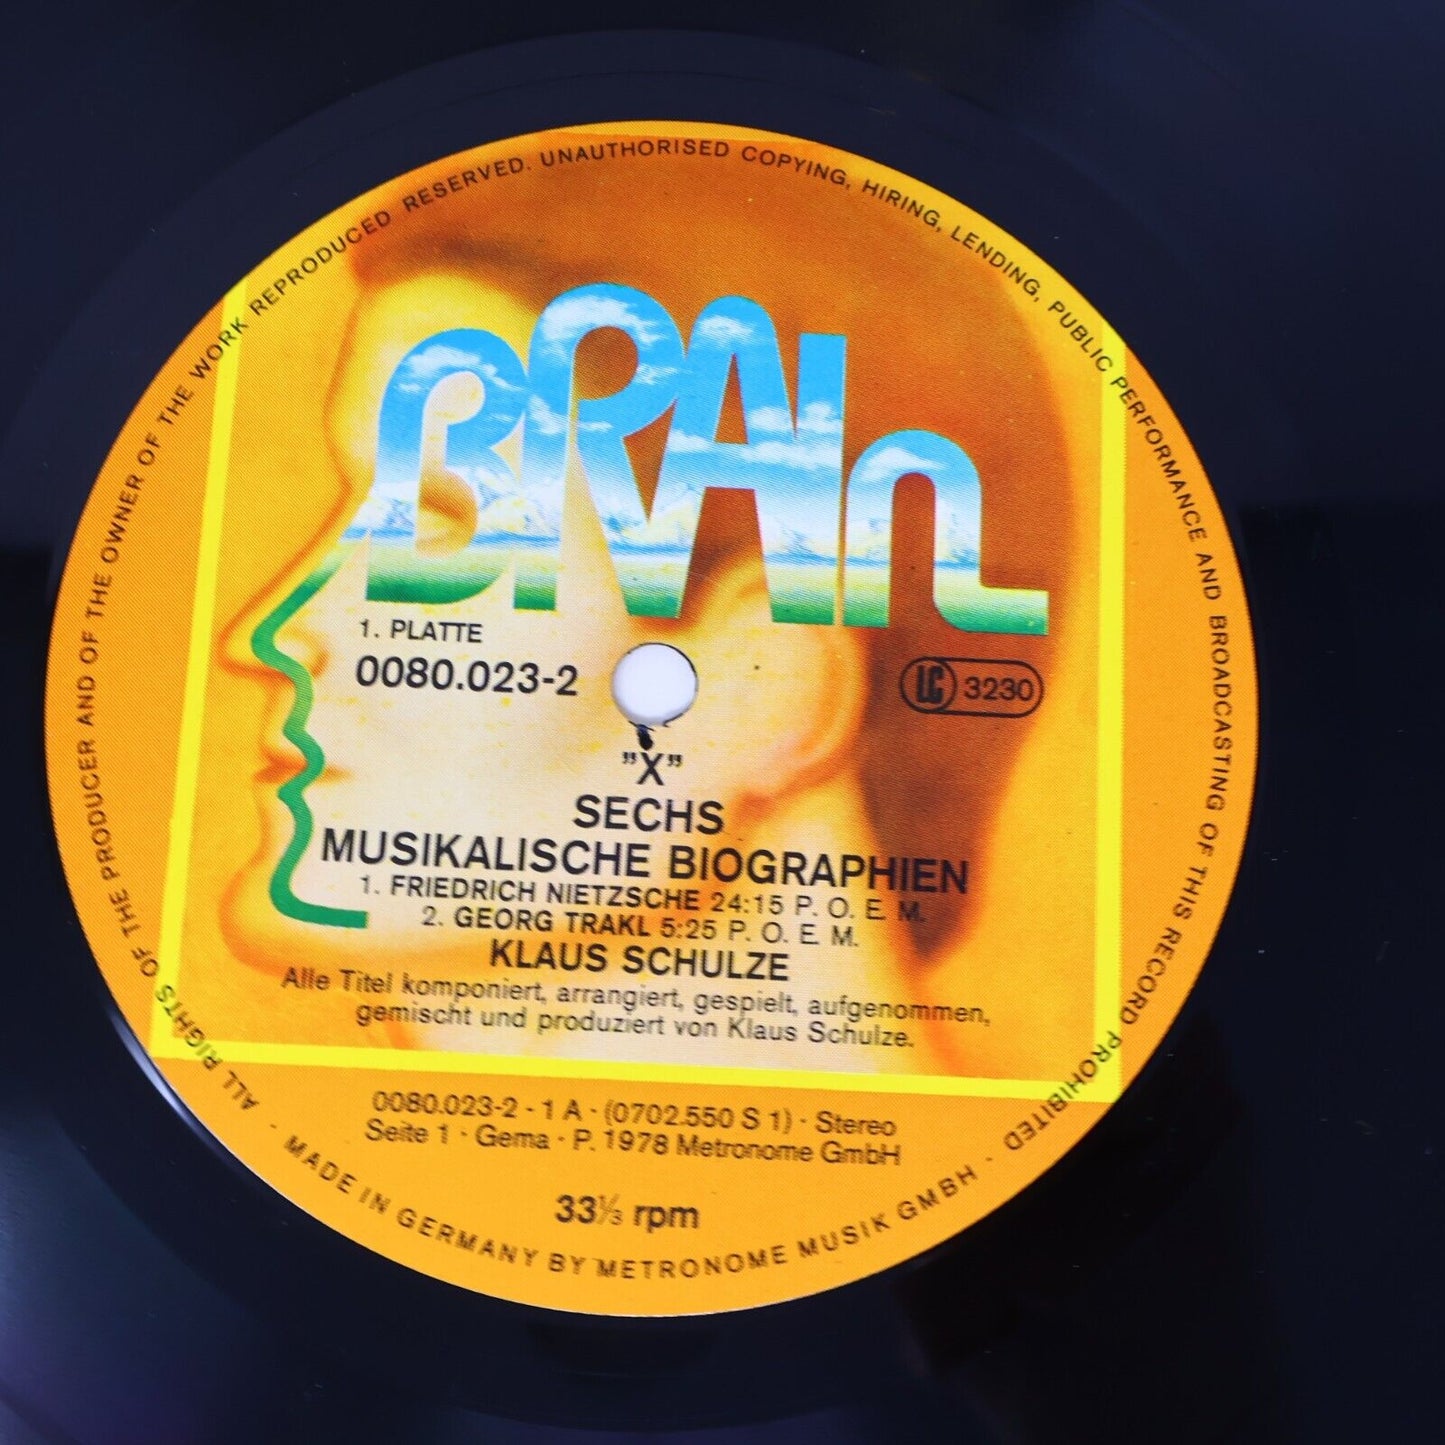 BRAIN
1. PLATTE
0080.023-2
LC 3230
"X"
SECHS
MUSIKALISCHE BIOGRAPHIEN
1. FRIEDRICH NIETZSCHE 24:15 P. O. E. M.
2. GEORG TRAKL 5:25 P. O. E. M.
KLAUS SCHULZE
Alle Titel komponiert, arrangiert, gespielt, aufgenommen,
gemischt und produziert von Klaus Schulze.
0080.023-2 - 1 A · (0702.550 S 1) · Stereo
Seite 1 · Gema · P. 1978 Metronome GmbH
33⅓ rpm
ALL RIGHTS OF THE PRODUCER AND OF THE OWNER OF THE WORK REPRODUCED RESERVED. UNAUTHORISED COPYING, HIRING, LENDING, PUBLIC PERFORMANCE AND BROADCASTING OF THIS RECORD PROHIBITED
- MADE IN GERMANY BY METRONOME MUSIK GMBH -